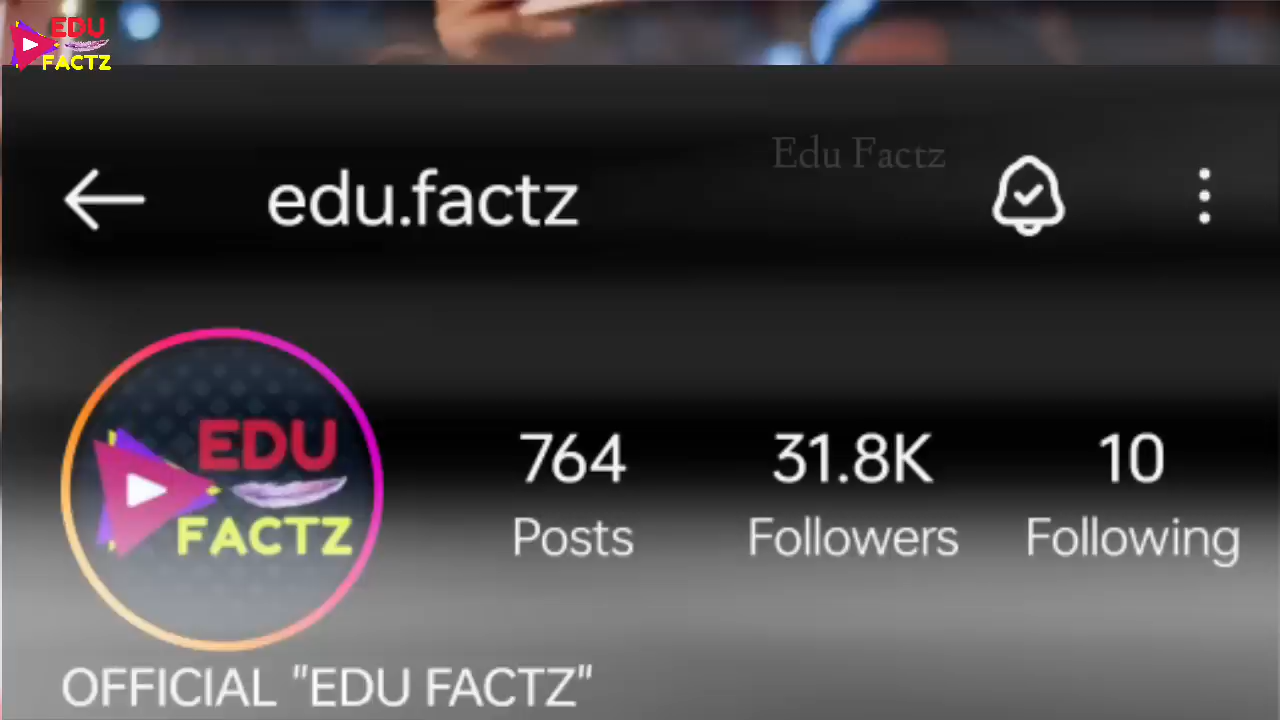 EDU
FACTZ
Edu Factz
edu.factz
EDU
FACTZ
764 31.8K 10
Posts Followers Following
OFFICIAL "EDU FACTZ"